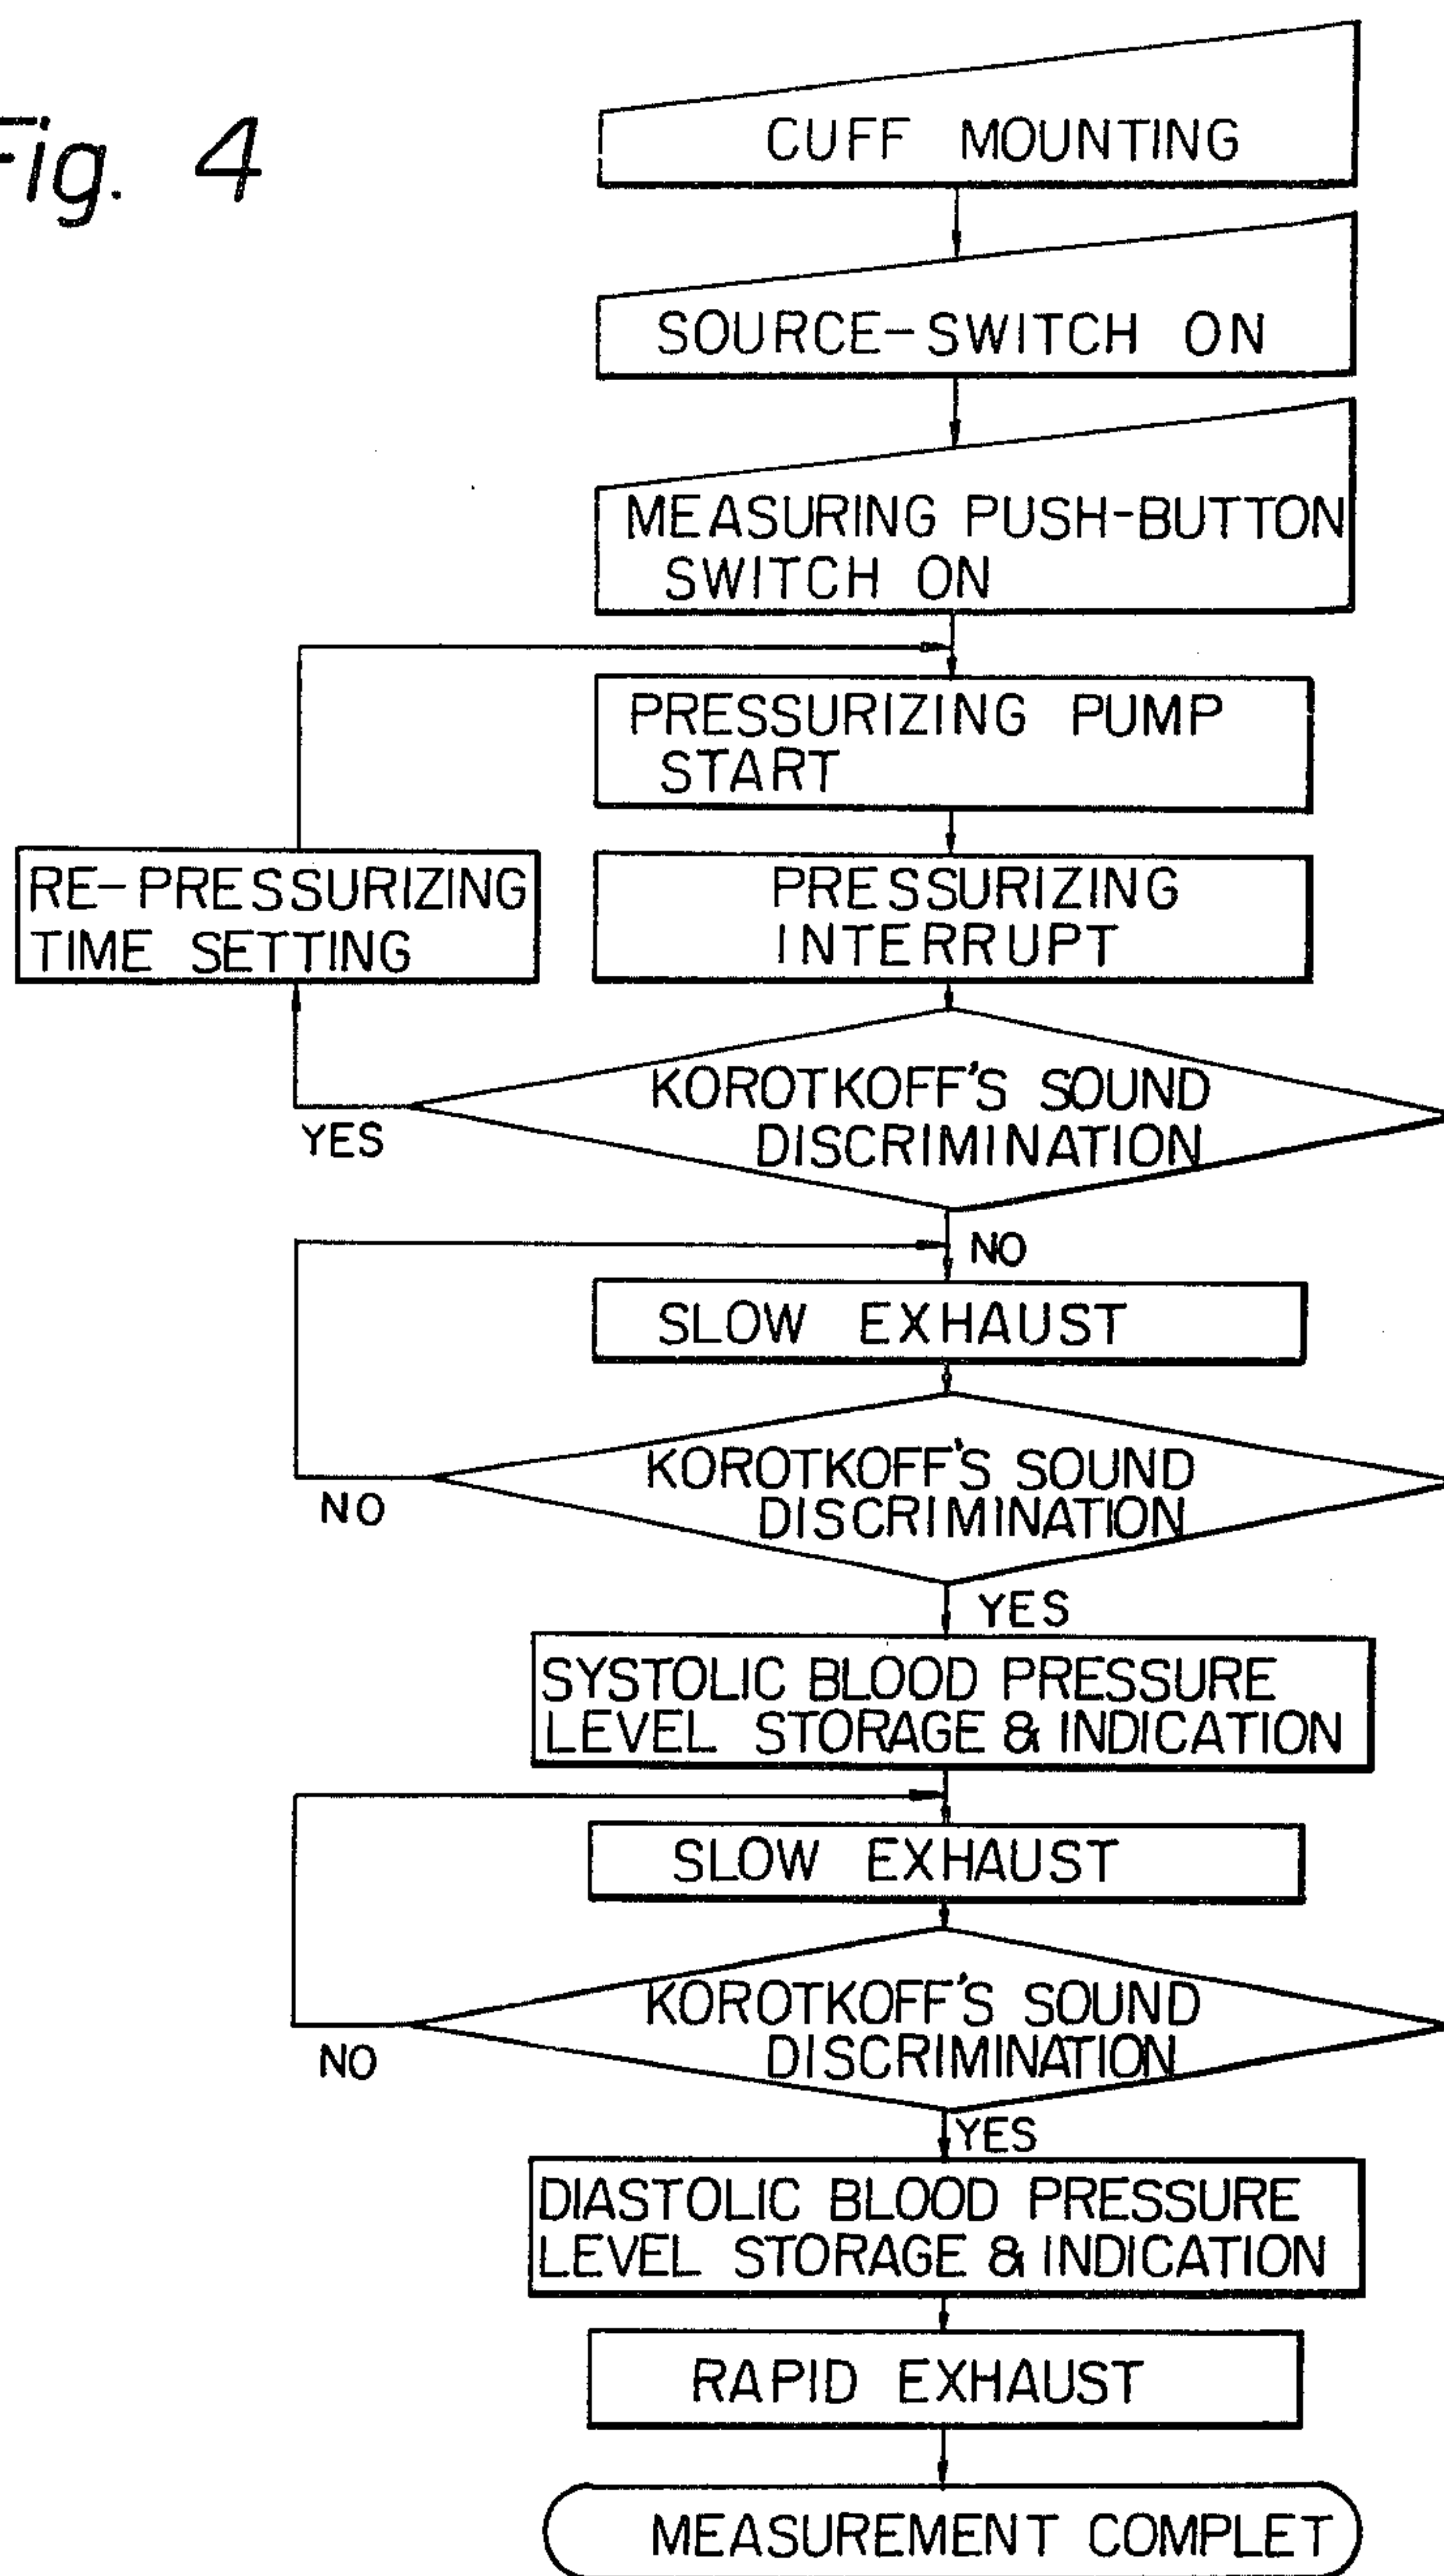 Fig. 4
CUFF MOUNTING
SOURCE-SWITCH ON
MEASURING PUSH-BUTTON
SWITCH ON
PRESSURIZING PUMP
START
RE-PRESSURIZING
TIME SETTING
PRESSURIZING
INTERRUPT
KOROTKOFF'S SOUND
DISCRIMINATION
YES
NO
SLOW EXHAUST
KOROTKOFF'S SOUND
DISCRIMINATION
NO
YES
SYSTOLIC BLOOD PRESSURE
LEVEL STORAGE & INDICATION
SLOW EXHAUST
KOROTKOFF'S SOUND
DISCRIMINATION
NO
YES
DIASTOLIC BLOOD PRESSURE
LEVEL STORAGE & INDICATION
RAPID EXHAUST
MEASUREMENT COMPLET